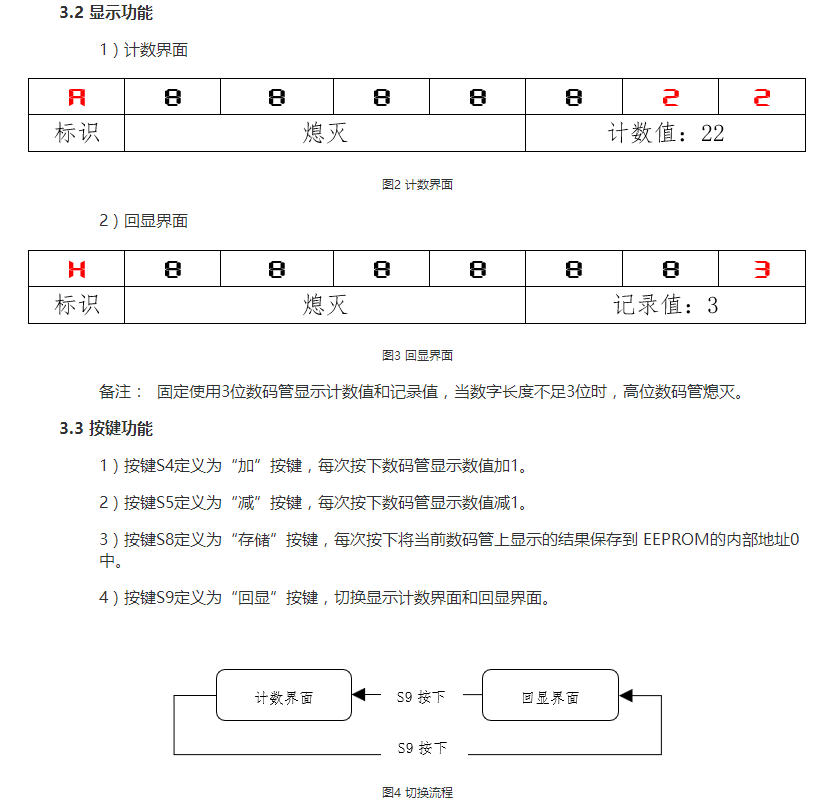 3.2 显示功能
1）计数界面
A 8 8 8 8 8 2 2
标识 熄灭 计数值：22
图2 计数界面
2）回显界面
H 8 8 8 8 8 8 3
标识 熄灭 记录值：3
图3 回显界面
备注： 固定使用3位数码管显示计数值和记录值，当数字长度不足3位时，高位数码管熄灭。
3.3 按键功能
1）按键S4定义为“加”按键，每次按下数码管显示数值加1。
2）按键S5定义为“减”按键，每次按下数码管显示数值减1。
3）按键S8定义为“存储”按键，每次按下将当前数码管上显示的结果保存到 EEPROM的内部地址0
中。
4）按键S9定义为“回显”按键，切换显示计数界面和回显界面。
计数界面 S9 按下 回显界面
S9 按下
图4 切换流程